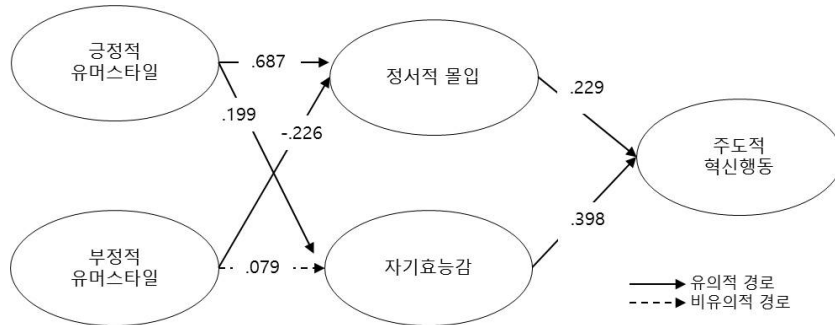 긍정적
유머스타일
.687
정서적 몰입
.229
.199
-.226
주도적
혁신행동
부정적
유머스타일
.079
자기효능감
.398
유의적 경로
비유의적 경로